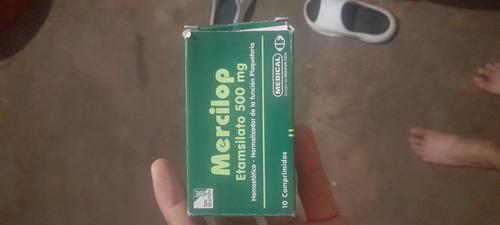 Mercilop
Etamsilato 500 mg
Hemostático - Normalizador de la función Plaquetaria
10 Comprimidos
MEDICAL